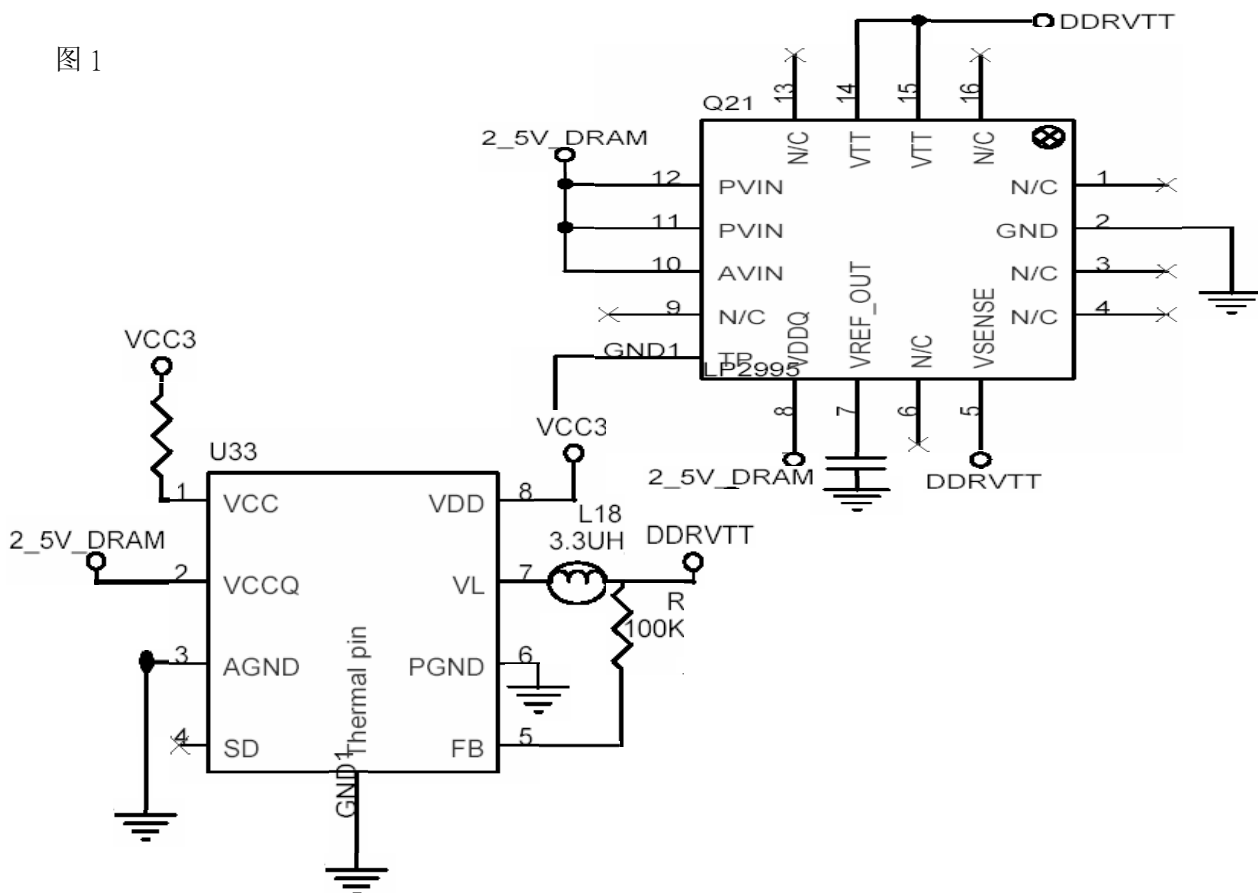 图 1
DDRVTT
Q21
13
14
15
16
N/C
VTT
VTT
N/C
2_5V_DRAM
12
PVIN
11
PVIN
10
AVIN
9
N/C
GND1
TP
LP2995
N/C
1
GND
2
N/C
3
N/C
4
VDDQ
VREF_OUT
N/C
VSENSE
8
7
6
5
2_5V_DRAM
DDRVTT
VCC3
U33
VCC3
1
VCC
VDD
8
L18
3.3UH
DDRVTT
2_5V_DRAM
2
VCCQ
VL
7
R
100K
3
AGND
PGND
6
4
SD
FB
5
Thermal pin
GND1